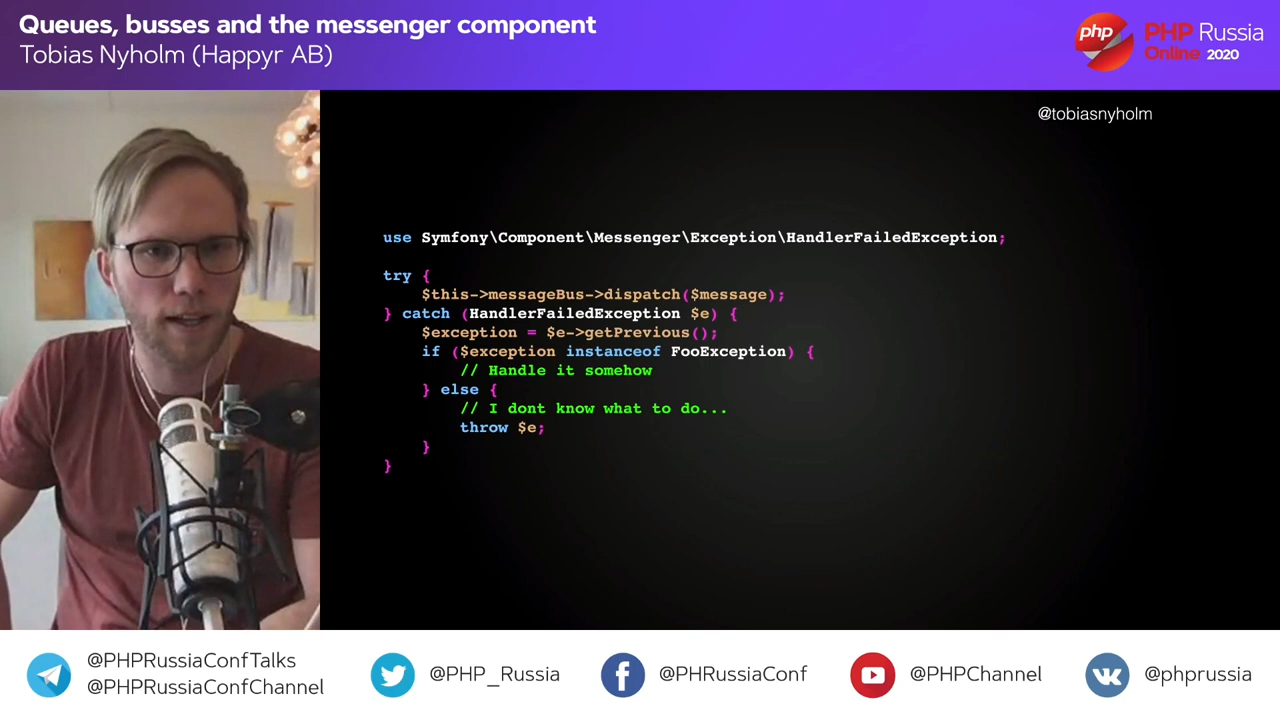 Queues, busses and the messenger component
Tobias Nyholm (Happyr AB)
php
PHP Russia
Online 2020
@tobiasnyholm
use Symfony\Component\Messenger\Exception\HandlerFailedException;
try {
$this->messageBus->dispatch($message);
} catch (HandlerFailedException $e) {
$exception = $e->getPrevious();
if ($exception instanceof FooException) {
// Handle it somehow
} else {
// I dont know what to do...
throw $e;
}
}
@PHPRussiaConfTalks
@PHPRussiaConfChannel
@PHP_Russia
@PHRussiaConf
@PHPChannel
@phprussia